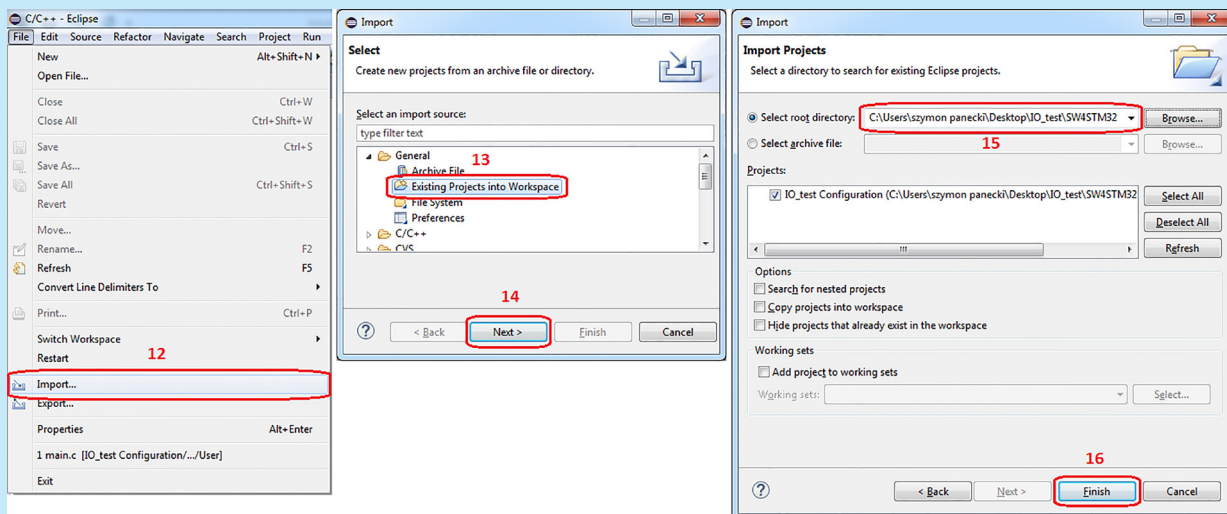 C/C++ - Eclipse
File Edit Source Refactor Navigate Search Project Run
New Alt+Shift+N
Open File...
Close Ctrl+W
Close All Ctrl+Shift+W
Save Ctrl+S
Save As...
Save All Ctrl+Shift+S
Revert
Move...
Rename... F2
Refresh F5
Convert Line Delimiters To
Print... Ctrl+P
Switch Workspace
Restart
12
Import...
Export...
Properties Alt+Enter
1 main.c [IO_test Configuration/.../User]
Exit
Import
Select
Create new projects from an archive file or directory.
Select an import source:
type filter text
General
13
Archive File
Existing Projects into Workspace
File System
Preferences
C/C++
CVS
14
< Back Next > Finish Cancel
Import
Import Projects
Select a directory to search for existing Eclipse projects.
Select root directory: C:\Users\szymon panecki\Desktop\IO_test\SW4STM32 Browse...
15
Select archive file: Browse...
Projects:
IO_test Configuration (C:\Users\szymon panecki\Desktop\IO_test\SW4STM32 Select All
Deselect All
Refresh
Options
Search for nested projects
Copy projects into workspace
Hide projects that already exist in the workspace
Working sets
Add project to working sets
Working sets: Select...
16
< Back Next > Finish Cancel